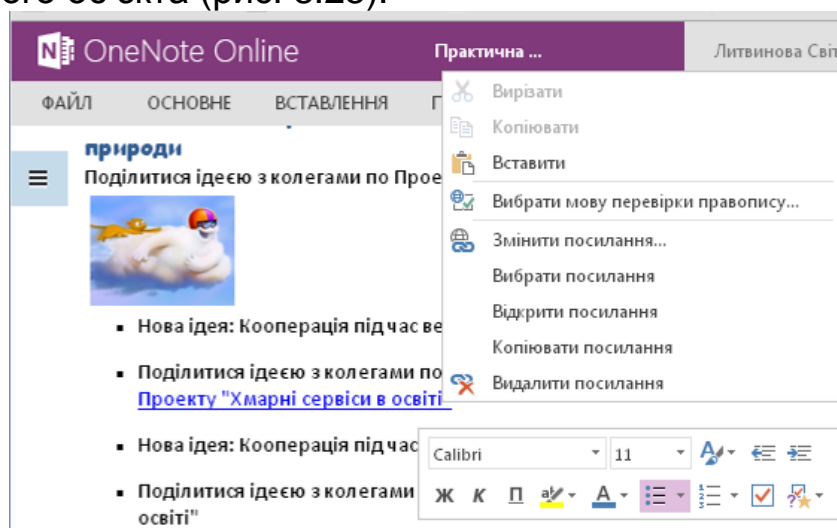 OneNote Online
Практична ...
Литвинова Сві
ФАЙЛ ОСНОВНЕ ВСТАВЛЕННЯ
природи
Поділитися ідеєю з колегами по Прое
Нова ідея: Кооперація під час ве
Поділитися ідеєю з колегами по
Проекту "Хмарні сервіси в освіті"
Нова ідея: Кооперація під час
Поділитися ідеєю з колегами
освіті"
Вирізати
Копіювати
Вставити
Вибрати мову перевірки правопису...
Змінити посилання...
Вибрати посилання
Відкрити посилання
Копіювати посилання
Видалити посилання
Calibri 11
Ж К П